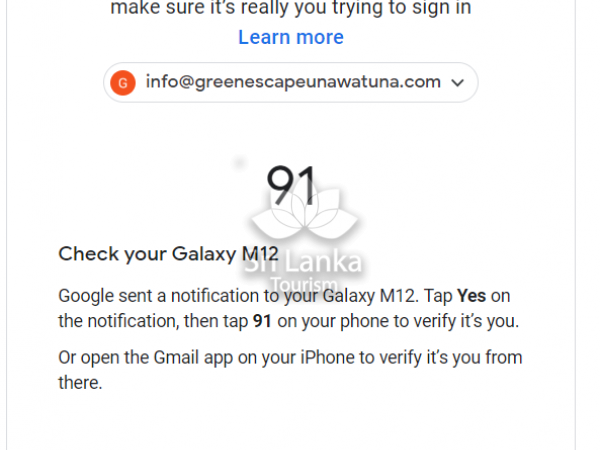 make sure it's really you trying to sign in
Learn more
G info@greenescapeunawatuna.com
91
Check your Galaxy M12
Sri Lanka
Tourism
Google sent a notification to your Galaxy M12. Tap Yes on
the notification, then tap 91 on your phone to verify it's you.
Or open the Gmail app on your iPhone to verify it's you from
there.